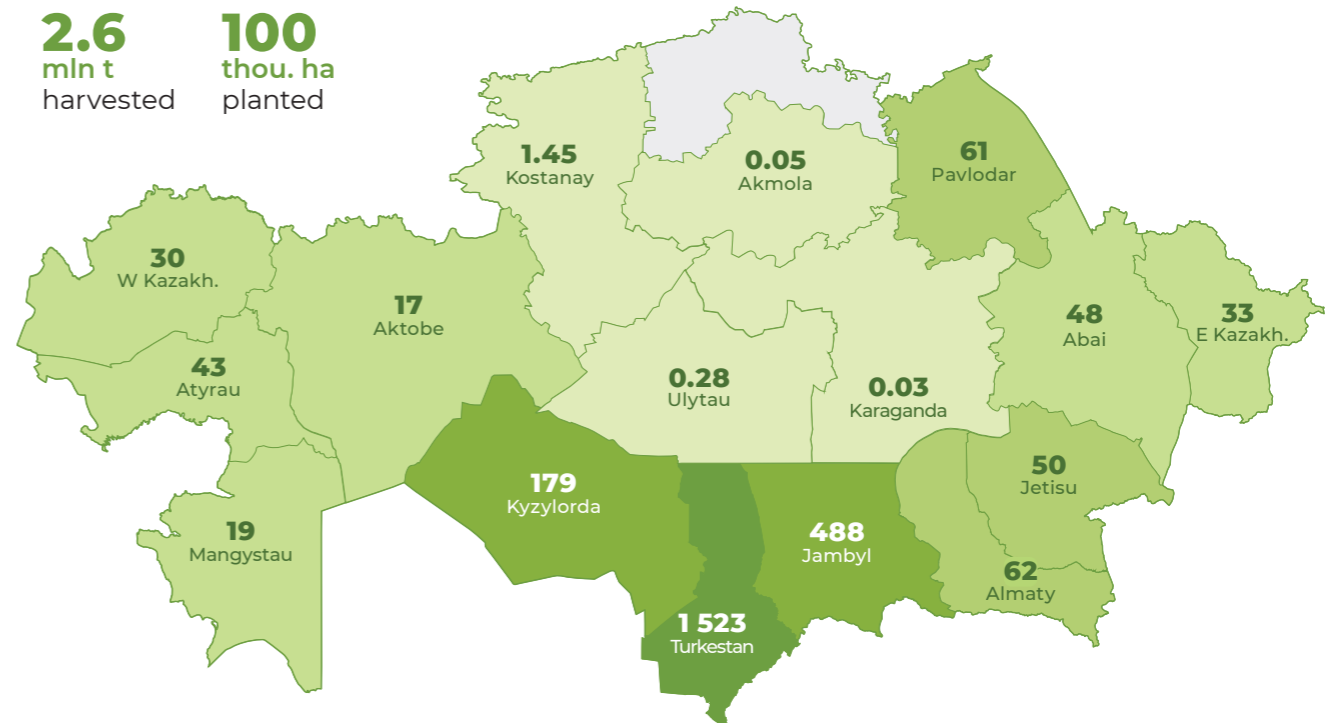 2.6
mln t
harvested
100
thou. ha
planted
1.45
Kostanay
0.05
Akmola
61
Pavlodar
30
W Kazakh.
17
Aktobe
48
Abai
33
E Kazakh.
43
Atyrau
0.28
Ulytau
0.03
Karaganda
179
Kyzylorda
50
Jetisu
19
Mangystau
488
Jambyl
62
Almaty
1 523
Turkestan